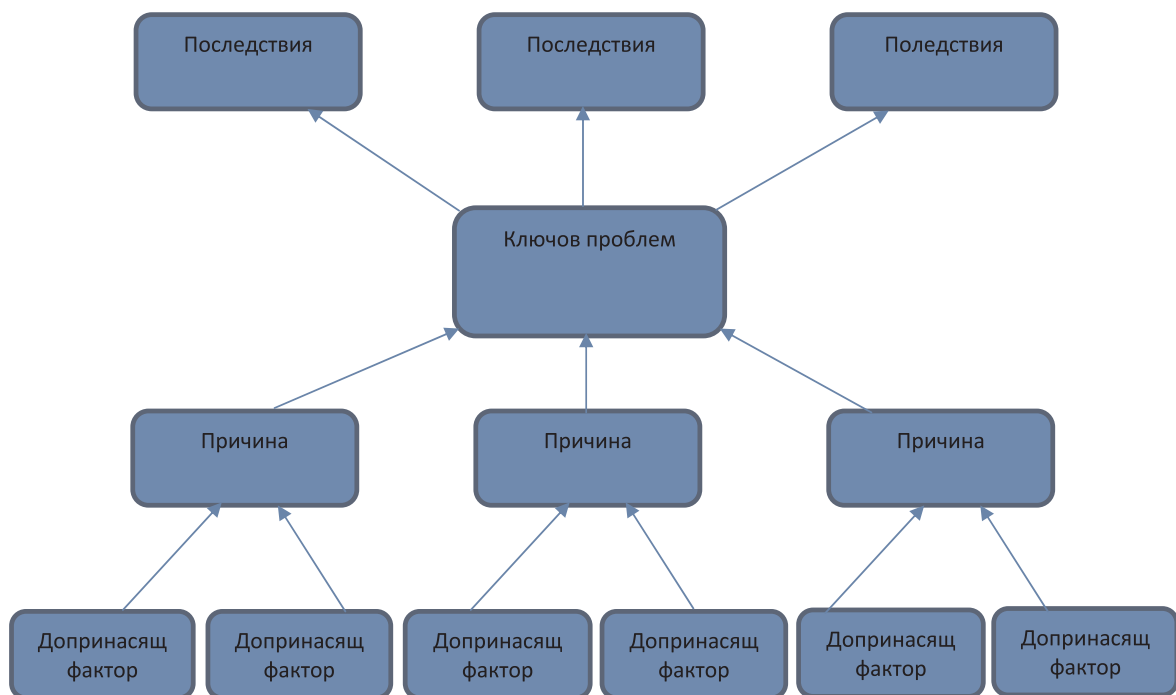 Последствия
Последствия
Поледствия
Ключов проблем
Причина
Причина
Причина
Допринасящ
фактор
Допринасящ
фактор
Допринасящ
фактор
Допринасящ
фактор
Допринасящ
фактор
Допринасящ
фактор